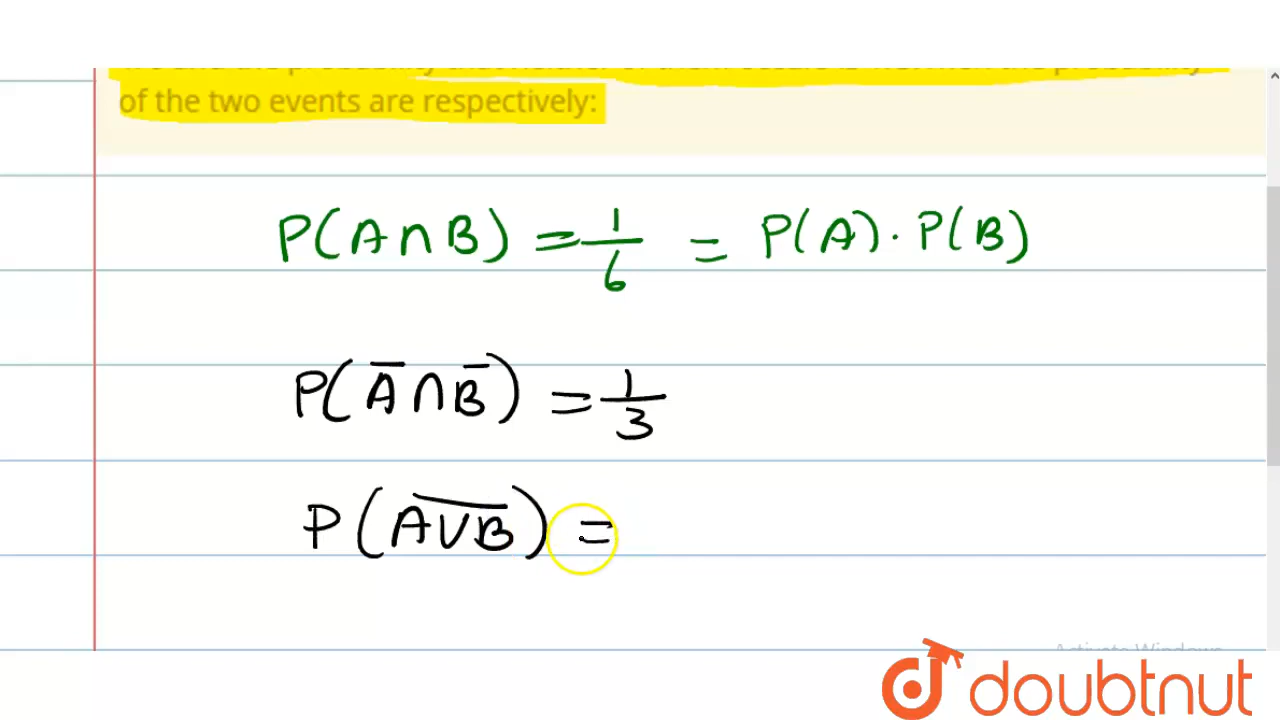 of the two events are respectively:
P(A∩B) = 1/6 = P(A)·P(B)
P(A̅∩B̅) = 1/3
P(A̅∪̅B̅) =
doubtnut